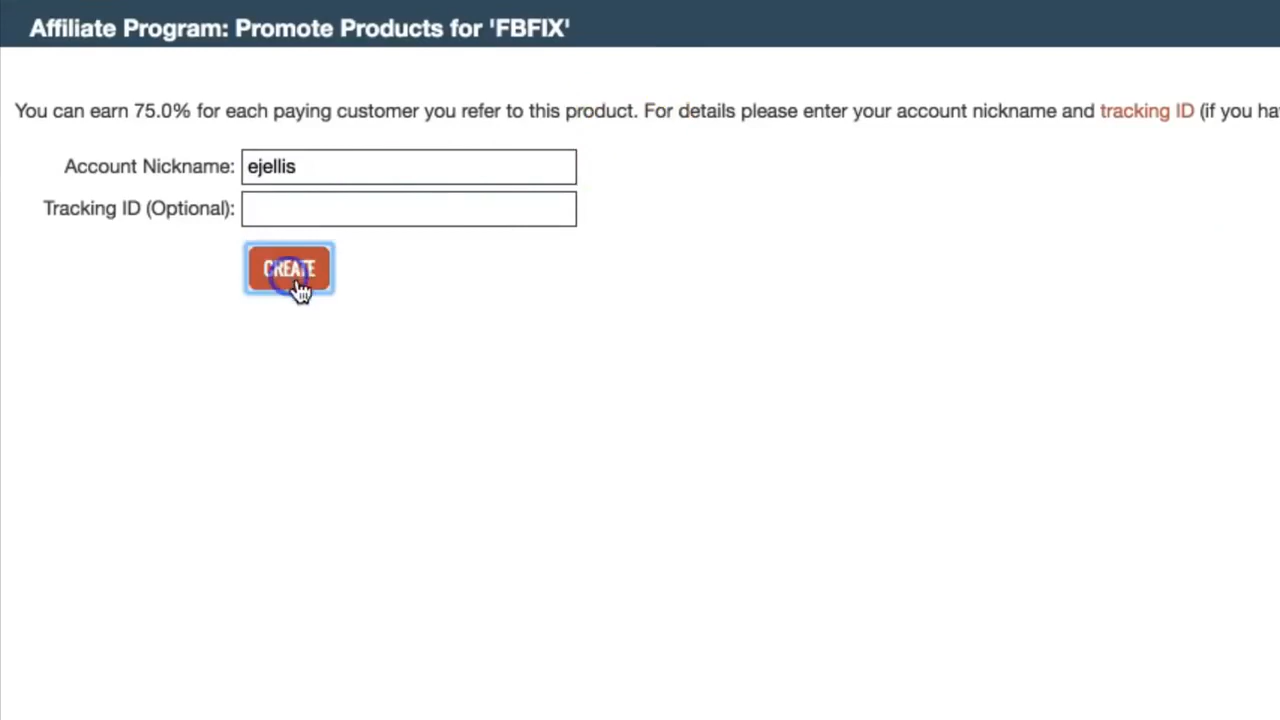 Affiliate Program: Promote Products for 'FBFIX'
You can earn 75.0% for each paying customer you refer to this product. For details please enter your account nickname and tracking ID (if you ha
Account Nickname: ejellis
Tracking ID (Optional):
CREATE